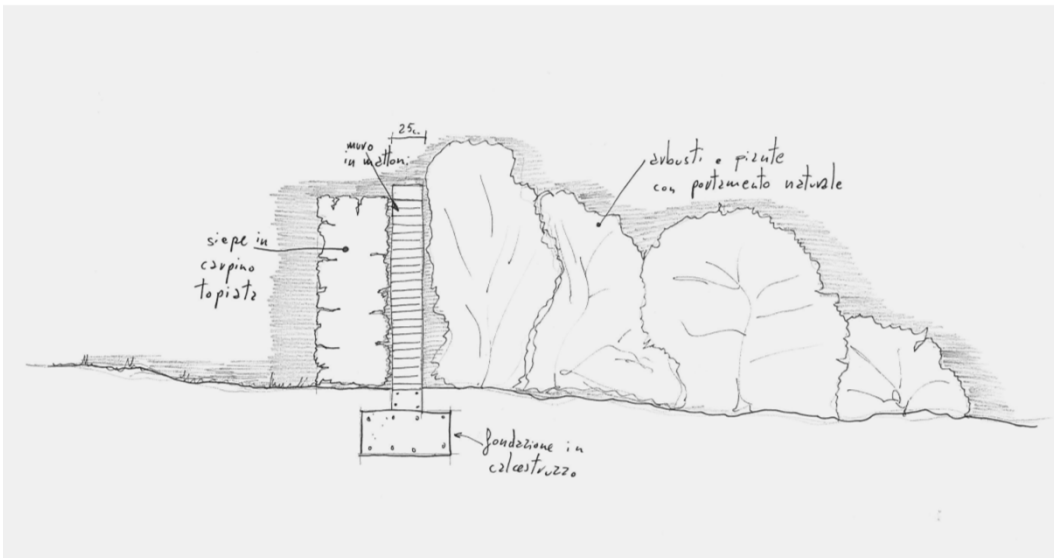 25c.
muro
in mattoni
arbusti e piante
con portamento naturale
siepe in
carpino
topiata
fondazione in
calcestruzzo